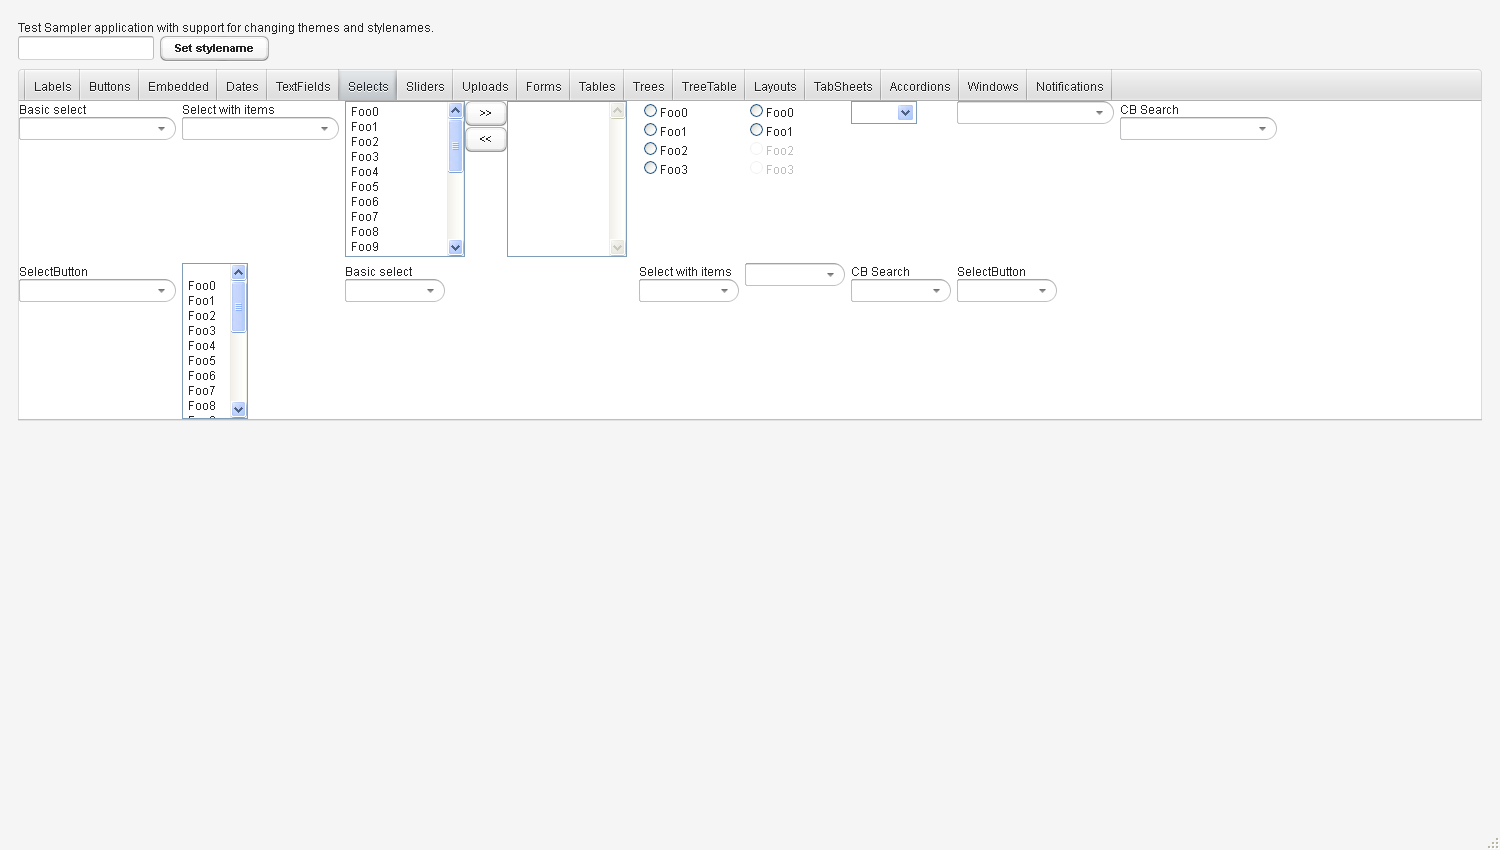 Test Sampler application with support for changing themes and stylenames.
Set stylename
Labels Buttons Embedded Dates TextFields Selects Sliders Uploads Forms Tables Trees TreeTable Layouts TabSheets Accordions Windows Notifications
Basic select
Select with items
Foo0
Foo1
Foo2
Foo3
Foo4
Foo5
Foo6
Foo7
Foo8
Foo9
>>
<<
Foo0
Foo1
Foo2
Foo3
Foo0
Foo1
Foo2
Foo3
CB Search
SelectButton
Foo0
Foo1
Foo2
Foo3
Foo4
Foo5
Foo6
Foo7
Foo8
Basic select
Select with items
CB Search
SelectButton